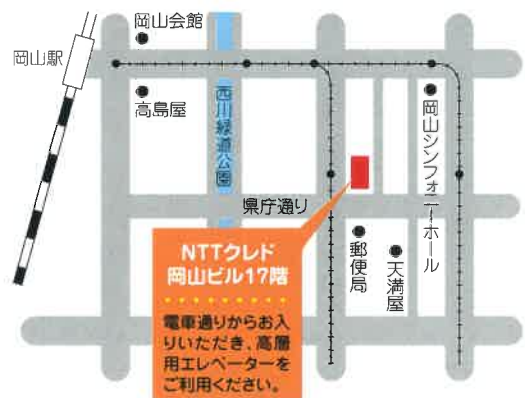 岡山会館
岡山駅
高島屋
西川緑道公園
岡山シンフォニーホール
県庁通り
NTTクレド
岡山ビル17階
電車通りからお入
りいただき、高層
用エレベーターを
ご利用ください。
郵便局
天満屋